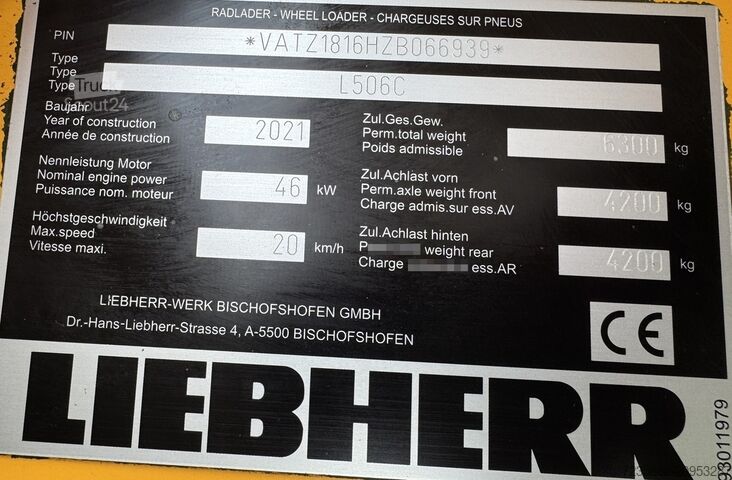 RADLADER - WHEEL LOADER - CHARGEUSES SUR PNEUS
PIN *VATZ1816HZB066939*
Type
Type
Type L506C
Truck
Scout24
Baujahr
Year of construction 2021
Année de construction
Zul.Ges.Gew.
Perm.total weight 6300 kg
Poids admissible
Nennleistung Motor
Nominal engine power 46 kW
Puissance nom. moteur
Zul.Achlast vorn
Perm.axle weight front 4200 kg
Charge admis.sur ess.AV
Höchstgeschwindigkeit
Max.speed 20 km/h
Vitesse maxi.
Zul.Achlast hinten
weight rear 4200 kg
Charge ess.AR
LIEBHERR-WERK BISCHOFSHOFEN GMBH
Dr.-Hans-Liebherr-Strasse 4, A-5500 BISCHOFSHOFEN
CE
LIEBHERR
93011979